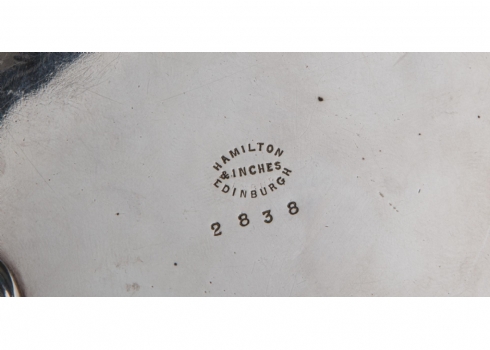 HAMILTON
& INCHES
EDINBURGH
2838